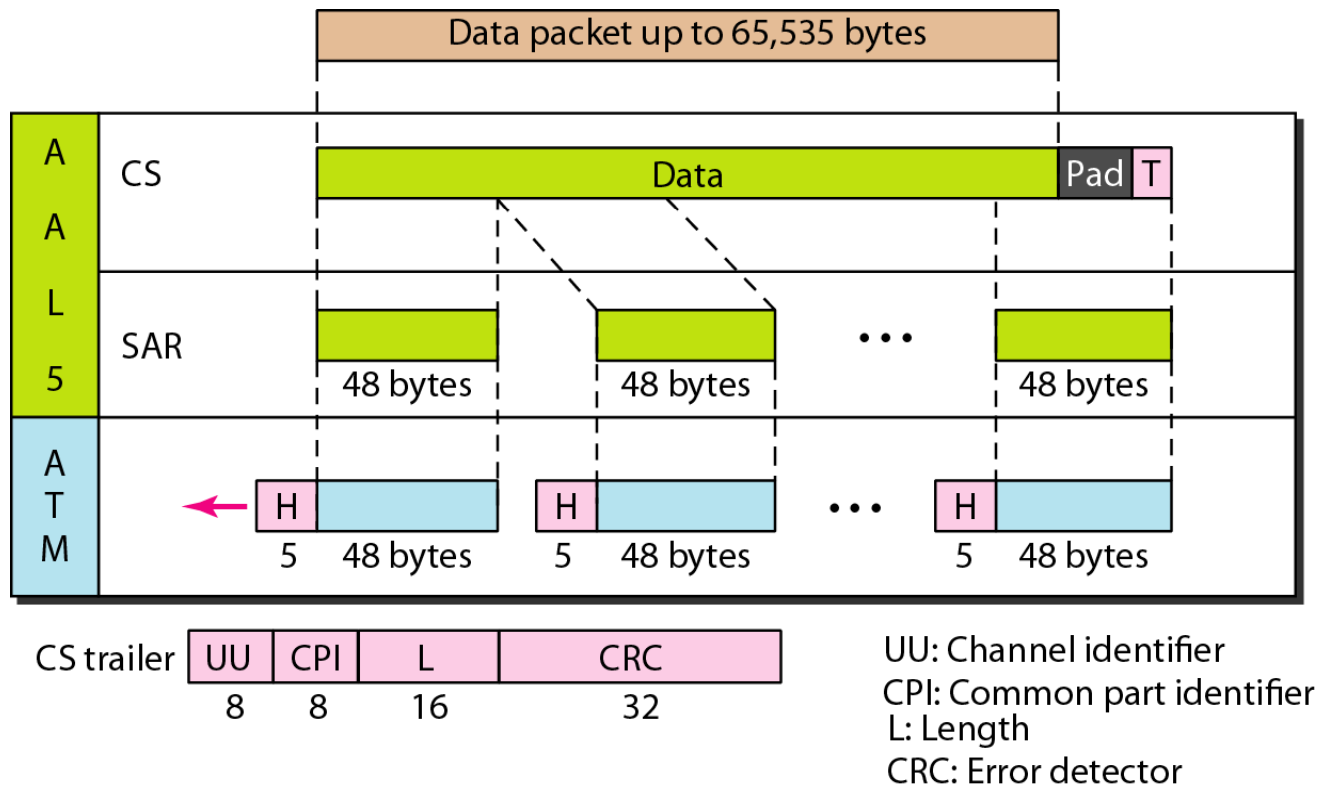 Data packet up to 65,535 bytes
A
A
L
5
CS
Data
Pad
T
SAR
...
48 bytes
48 bytes
48 bytes
A
T
M
H
H
...
H
5
48 bytes
5
48 bytes
5
48 bytes
CS trailer
UU
CPI
L
CRC
8
8
16
32
UU: Channel identifier
CPI: Common part identifier
L: Length
CRC: Error detector